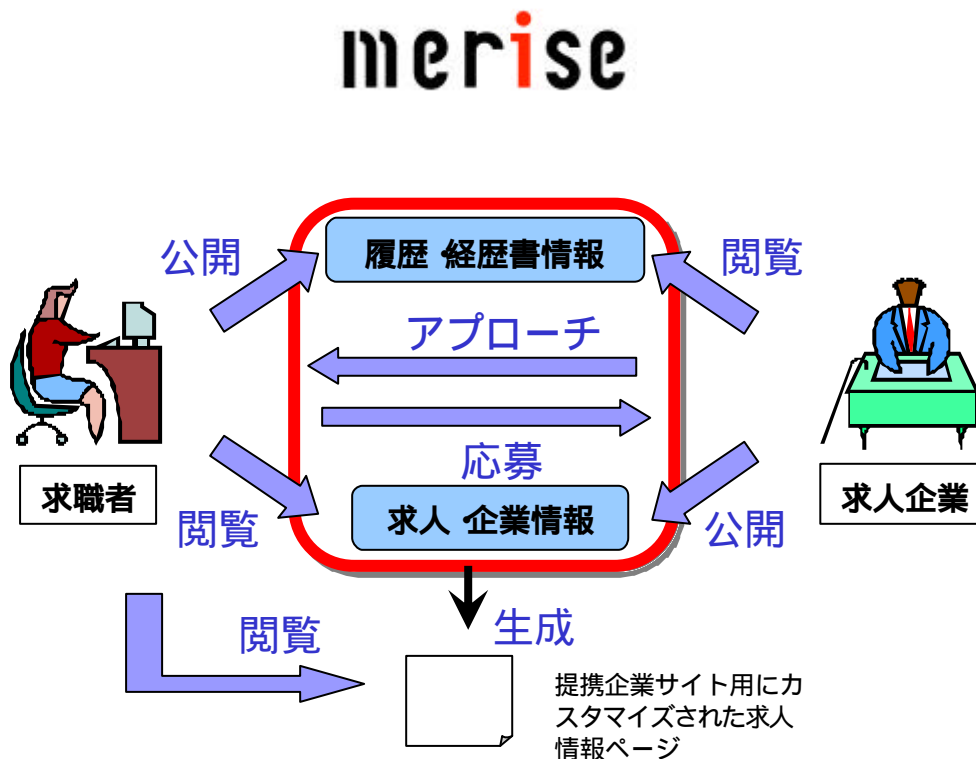 merise
公開
履歴・経歴書情報
閲覧
アプローチ
応募
求職者
求人企業
閲覧
求人・企業情報
公開
閲覧
生成
提携企業サイト用にカ
スタマイズされた求人
情報ページ